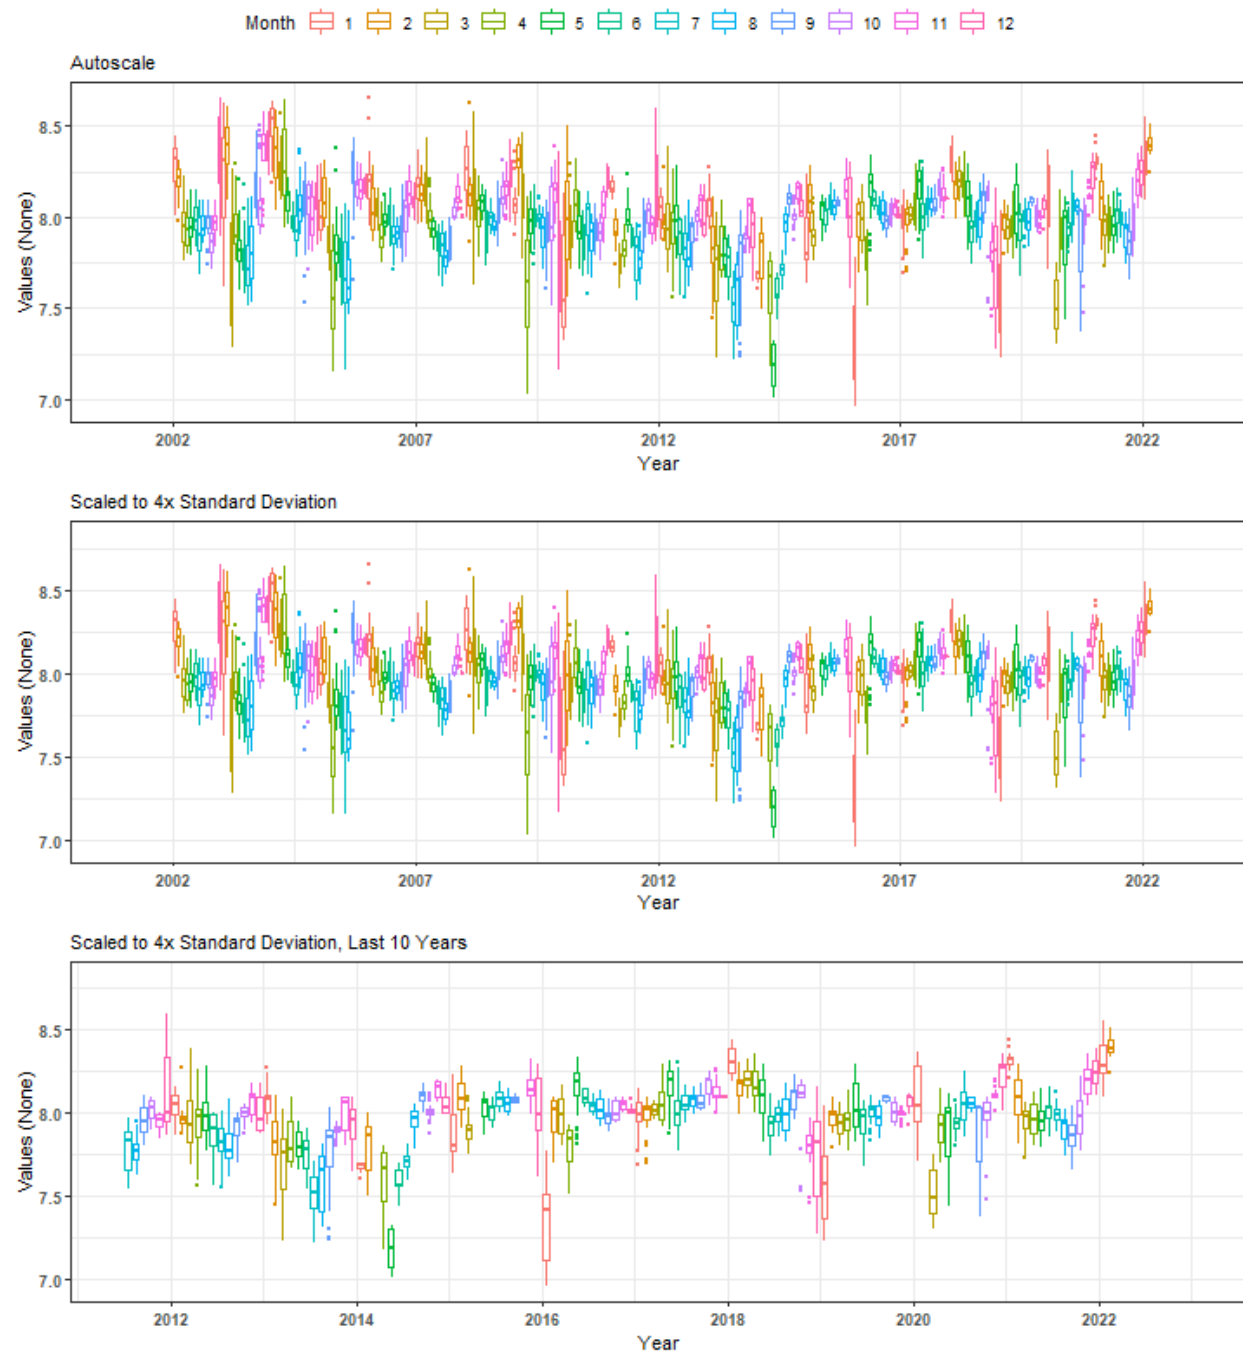 Month 1 2 3 4 5 6 7 8 9 10 11 12
Autoscale
Values (None)
8.5
8.0
7.5
7.0
2002 2007 2012 2017 2022
Year
Scaled to 4x Standard Deviation
Values (None)
8.5
8.0
7.5
7.0
2002 2007 2012 2017 2022
Year
Scaled to 4x Standard Deviation, Last 10 Years
Values (None)
8.5
8.0
7.5
7.0
2012 2014 2016 2018 2020 2022
Year